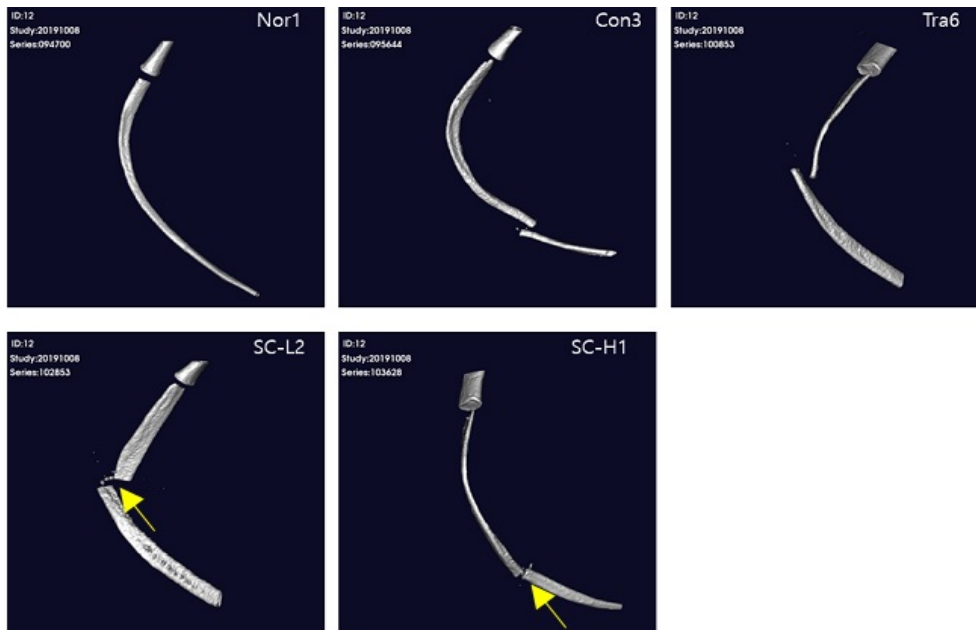 Nor1
ID:12
Study:20191008
Series:094700
Con3
ID:12
Study:20191008
Series:095644
Tra6
ID:12
Study:20191008
Series:100853
SC-L2
ID:12
Study:20191008
Series:102853
SC-H1
ID:12
Study:20191008
Series:103628